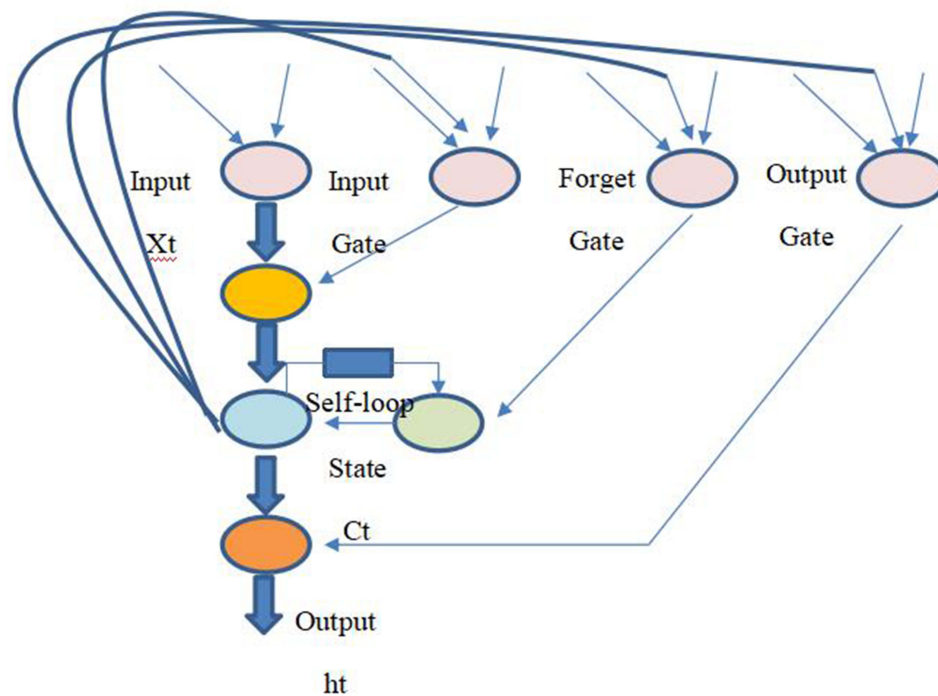 Input
Xt
Input
Gate
Forget
Gate
Output
Gate
Self-loop
State
Ct
Output
ht